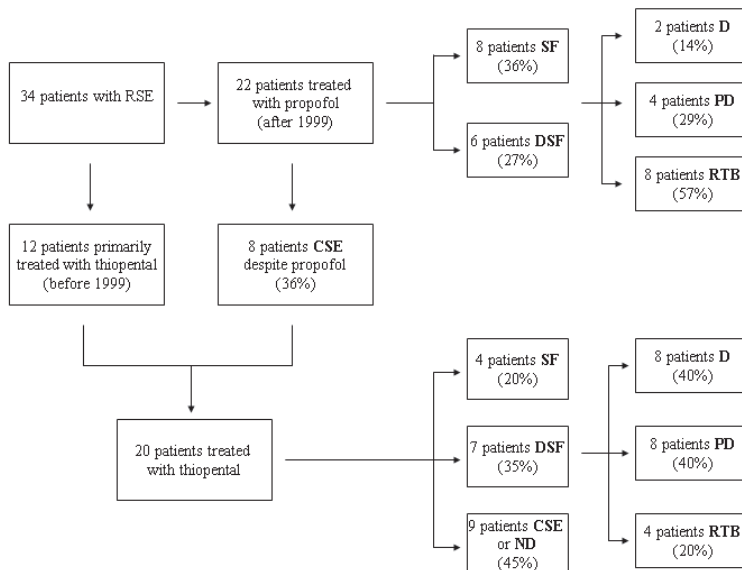 34 patients with RSE
22 patients treated
with propofol
(after 1999)
8 patients SF
(36%)
6 patients DSF
(27%)
2 patients D
(14%)
4 patients PD
(29%)
8 patients RTB
(57%)
12 patients primarily
treated with thiopental
(before 1999)
8 patients CSE
despite propofol
(36%)
20 patients treated
with thiopental
4 patients SF
(20%)
7 patients DSF
(35%)
9 patients CSE
or ND
(45%)
8 patients D
(40%)
8 patients PD
(40%)
4 patients RTB
(20%)